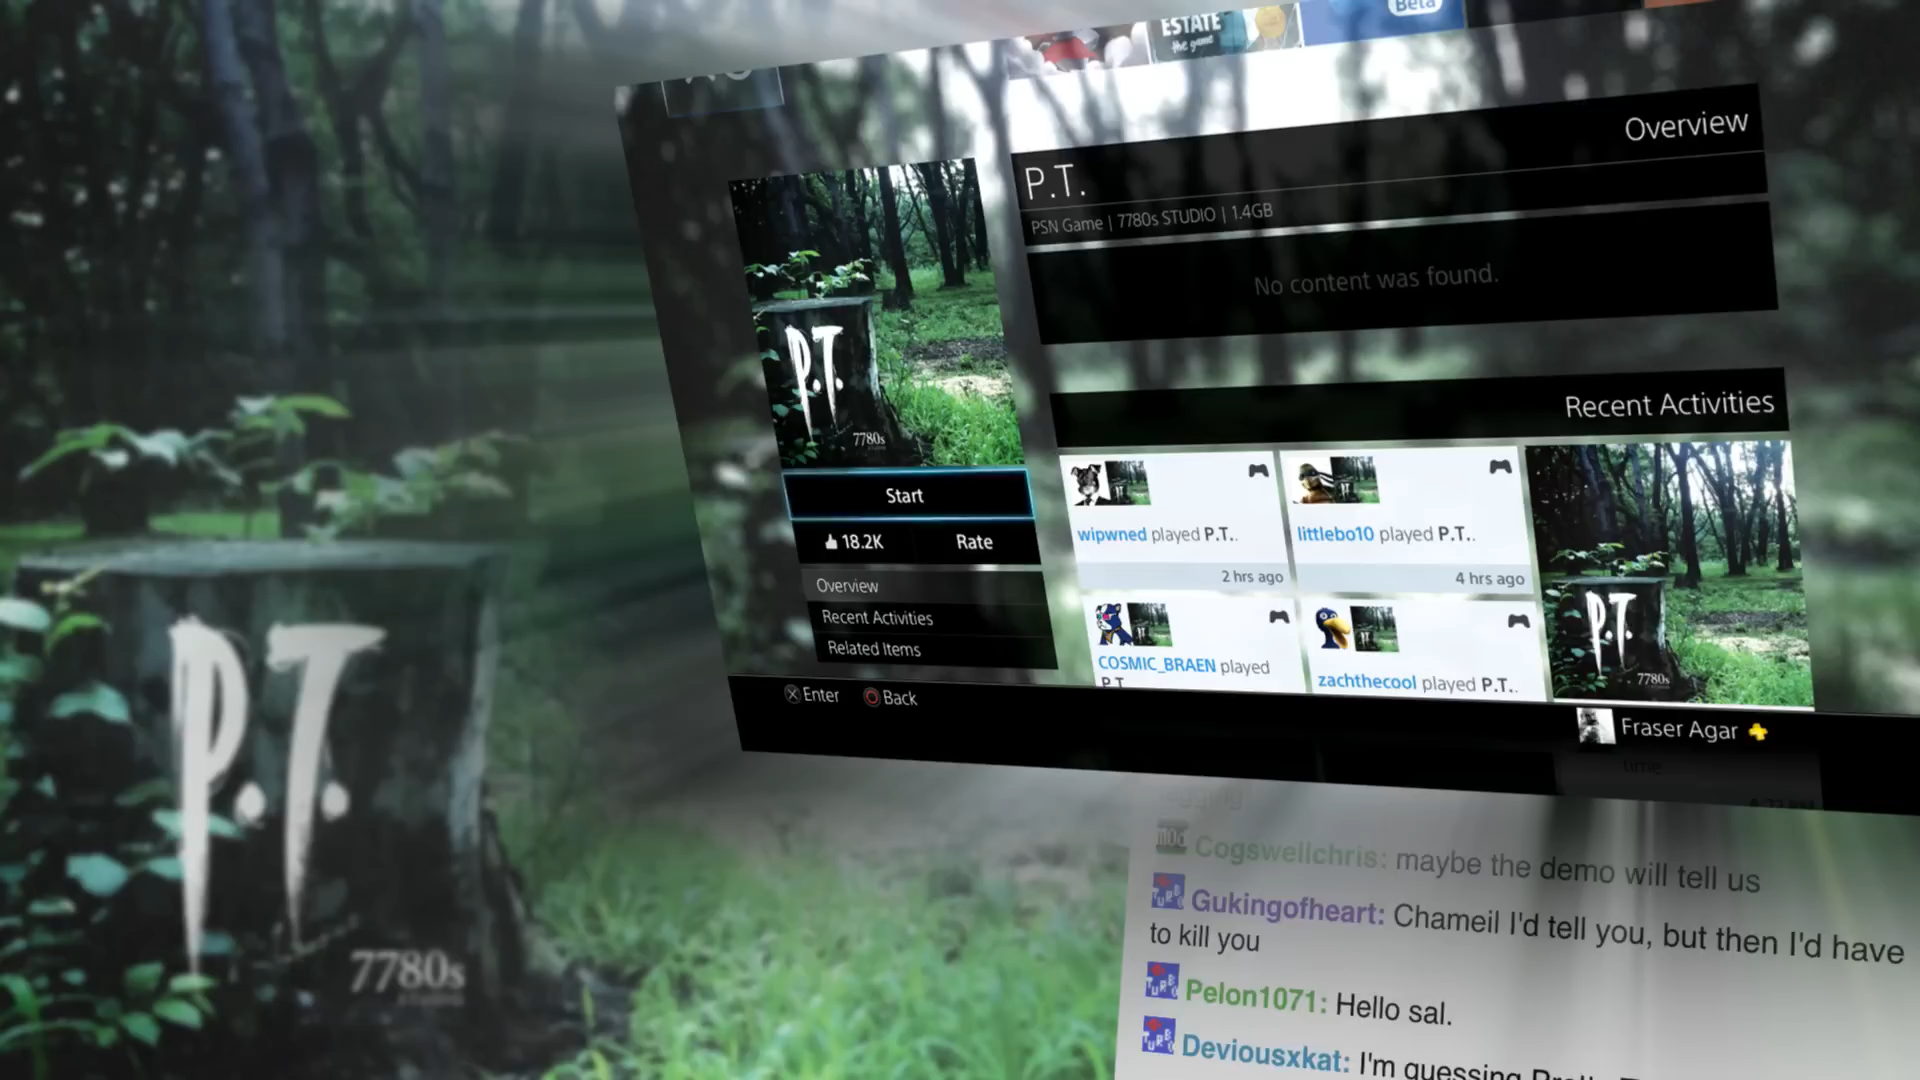 ESTATE
the game
Beta
Overview
P.T.
PSN Game | 7780s STUDIO | 1.4GB
No content was found.
P.T.
7780s
Recent Activities
Start
18.2K
Rate
wipwned played P.T..
2 hrs ago
littlebo10 played P.T..
4 hrs ago
Overview
Recent Activities
Related Items
COSMIC_BRAEN played
P.T.
zachthecool played P.T..
P.T.
7780s
Enter
Back
Fraser Agar
time
P.T.
7780s
Cogswellchris: maybe the demo will tell us
Gukingofheart: Chameil I'd tell you, but then I'd have
to kill you
Pelon1071: Hello sal.
Deviousxkat: I'm guessing